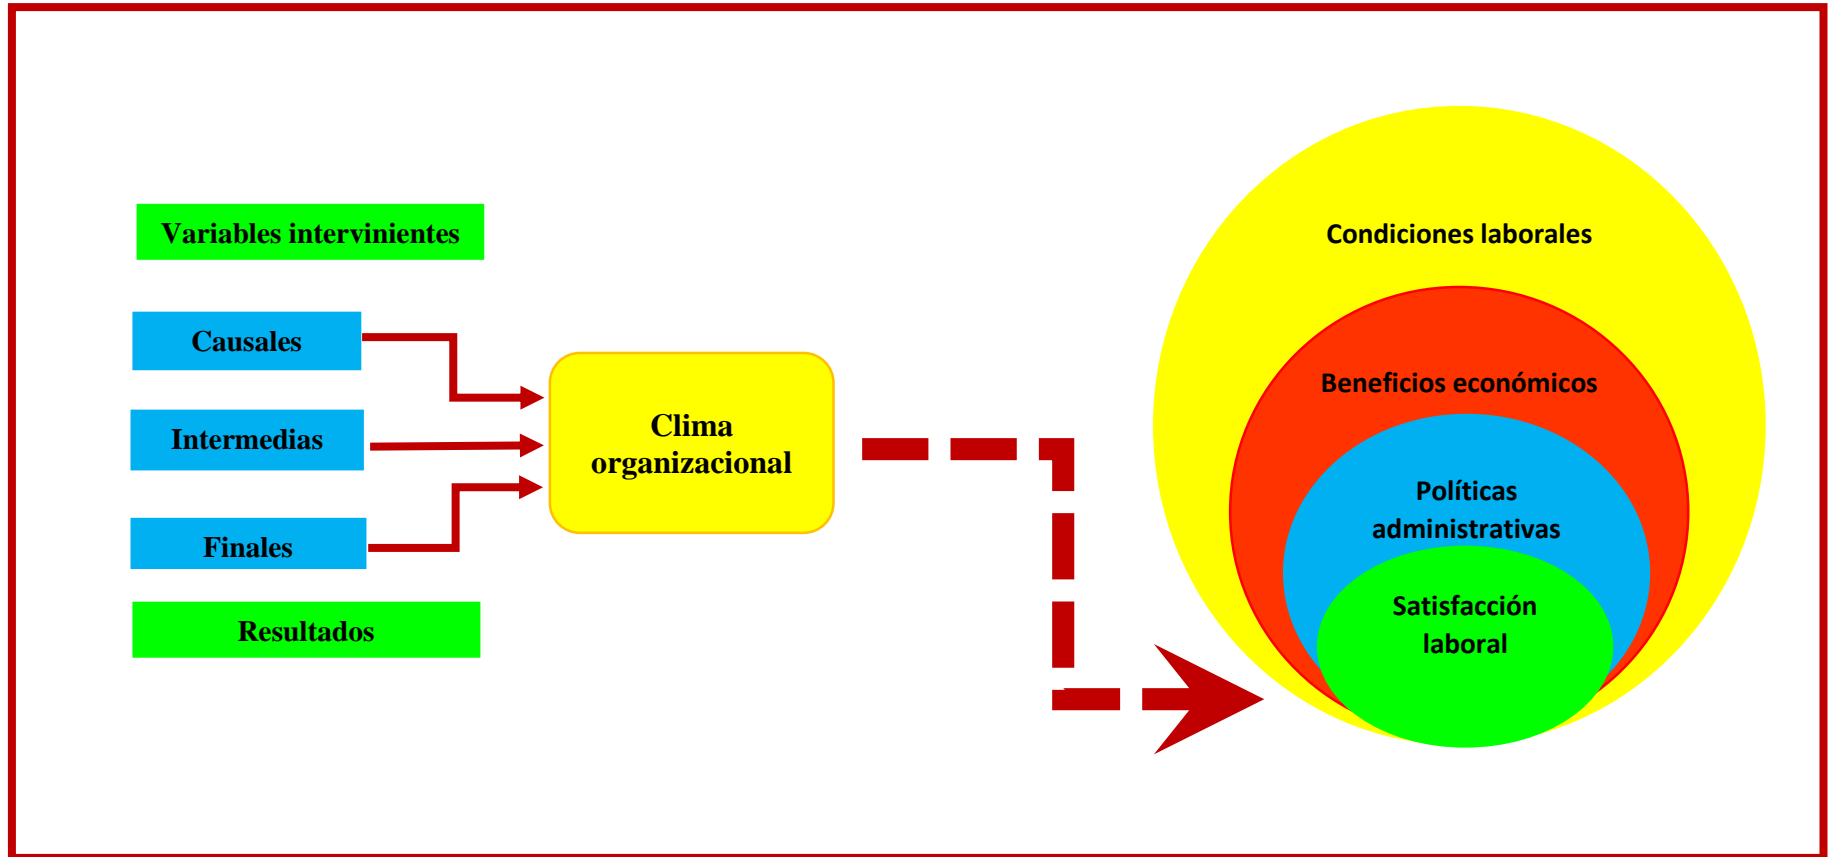 Variables intervinientes
Causales
Intermedias
Finales
Resultados
Clima
organizacional
Condiciones laborales
Beneficios económicos
Políticas
administrativas
Satisfacción
laboral